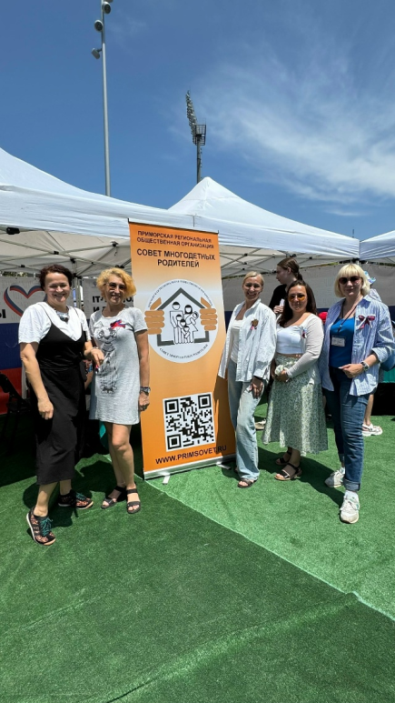 ПРИМОРСКАЯ РЕГИОНАЛЬНАЯ
ОБЩЕСТВЕННАЯ ОРГАНИЗАЦИЯ
СОВЕТ МНОГОДЕТНЫХ
РОДИТЕЛЕЙ
WWW.PRIMSOVET.RU